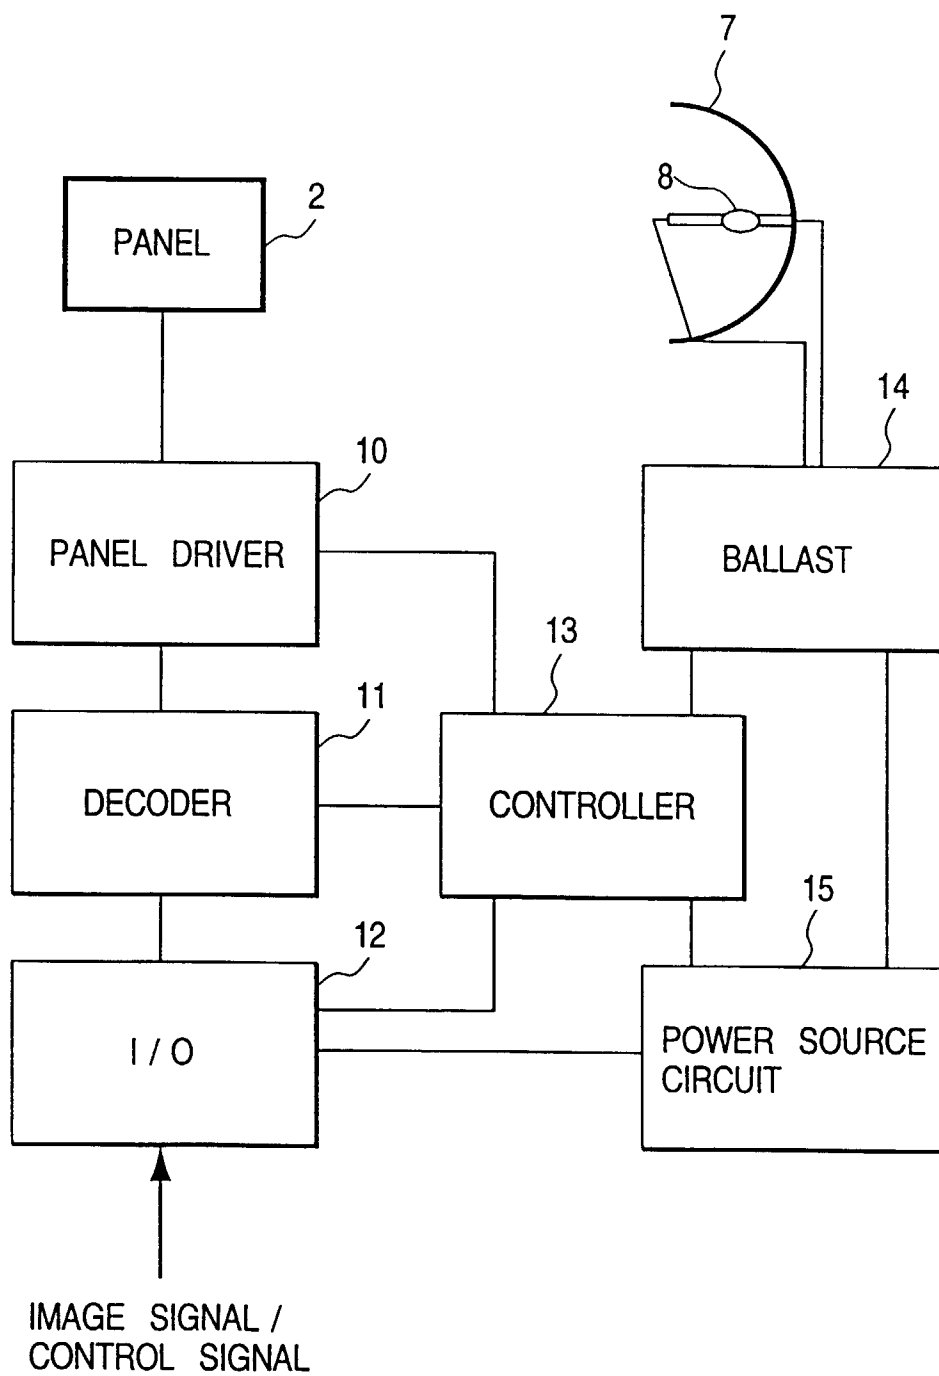 7
8
2
PANEL
14
10
PANEL DRIVER
BALLAST
13
11
DECODER
CONTROLLER
15
12
I / O
POWER SOURCE
CIRCUIT
IMAGE SIGNAL /
CONTROL SIGNAL